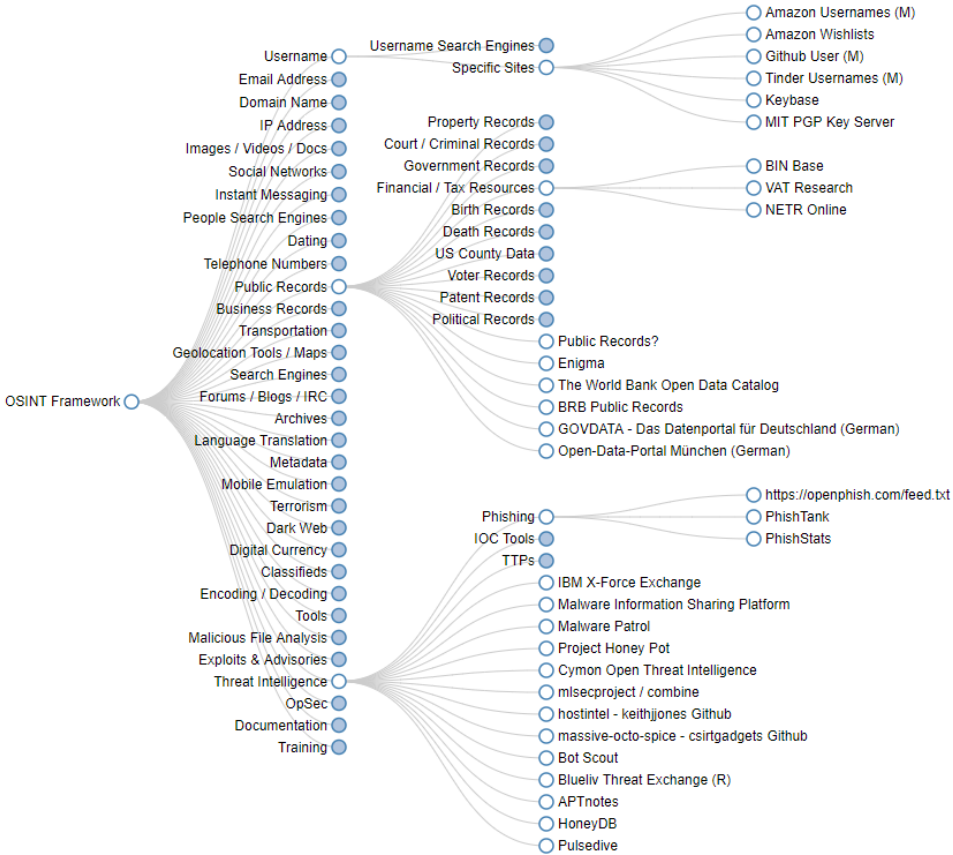 OSINT Framework
Username
Email Address
Domain Name
IP Address
Images / Videos / Docs
Social Networks
Instant Messaging
People Search Engines
Dating
Telephone Numbers
Public Records
Business Records
Transportation
Geolocation Tools / Maps
Search Engines
Forums / Blogs / IRC
Archives
Language Translation
Metadata
Mobile Emulation
Terrorism
Dark Web
Digital Currency
Classifieds
Encoding / Decoding
Tools
Malicious File Analysis
Exploits & Advisories
Threat Intelligence
OpSec
Documentation
Training
Username Search Engines
Specific Sites
Amazon Usernames (M)
Amazon Wishlists
Github User (M)
Tinder Usernames (M)
Keybase
MIT PGP Key Server
Property Records
Court / Criminal Records
Government Records
Financial / Tax Resources
Birth Records
Death Records
US County Data
Voter Records
Patent Records
Political Records
Public Records?
Enigma
The World Bank Open Data Catalog
BRB Public Records
GOVDATA - Das Datenportal für Deutschland (German)
Open-Data-Portal München (German)
BIN Base
VAT Research
NETR Online
Phishing
IOC Tools
TTPs
IBM X-Force Exchange
Malware Information Sharing Platform
Malware Patrol
Project Honey Pot
Cymon Open Threat Intelligence
mlsecproject / combine
hostintel - keithjjones Github
massive-octo-spice - csirtgadgets Github
Bot Scout
Blueliv Threat Exchange (R)
APTnotes
HoneyDB
Pulsedive
https://openphish.com/feed.txt
PhishTank
PhishStats